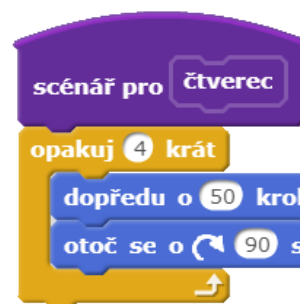 scénář pro čtverec
opakuj 4 krát
dopředu o 50
otoč se o 90